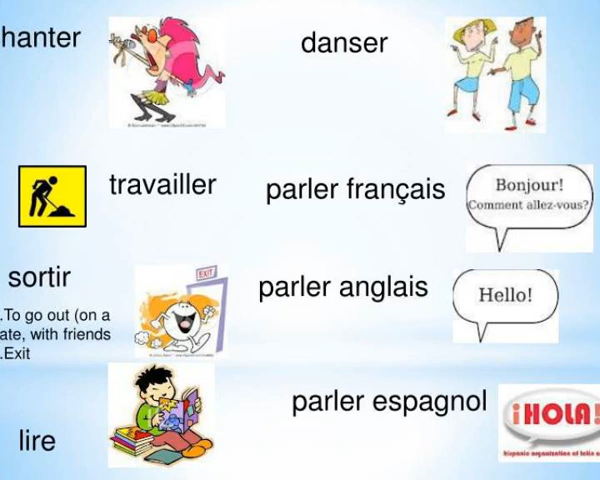 hanter
danser
travailler
parler français
Bonjour!
Comment allez-vous?
sortir
.To go out (on a
ate, with friends
.Exit
EXIT
parler anglais
Hello!
lire
parler espagnol
¡HOLA!